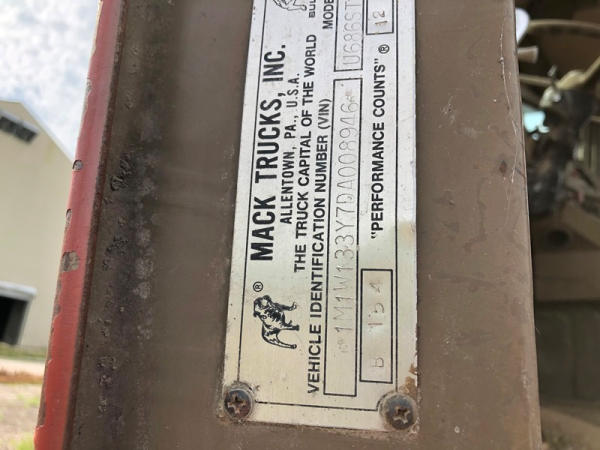 ®
MACK TRUCKS, INC.
ALLENTOWN, PA., U.S.A.
THE TRUCK CAPITAL OF THE WORLD
VEHICLE IDENTIFICATION NUMBER (VIN)
1M1W133Y7DA008946
U686ST
B 154
"PERFORMANCE COUNTS" ®
12